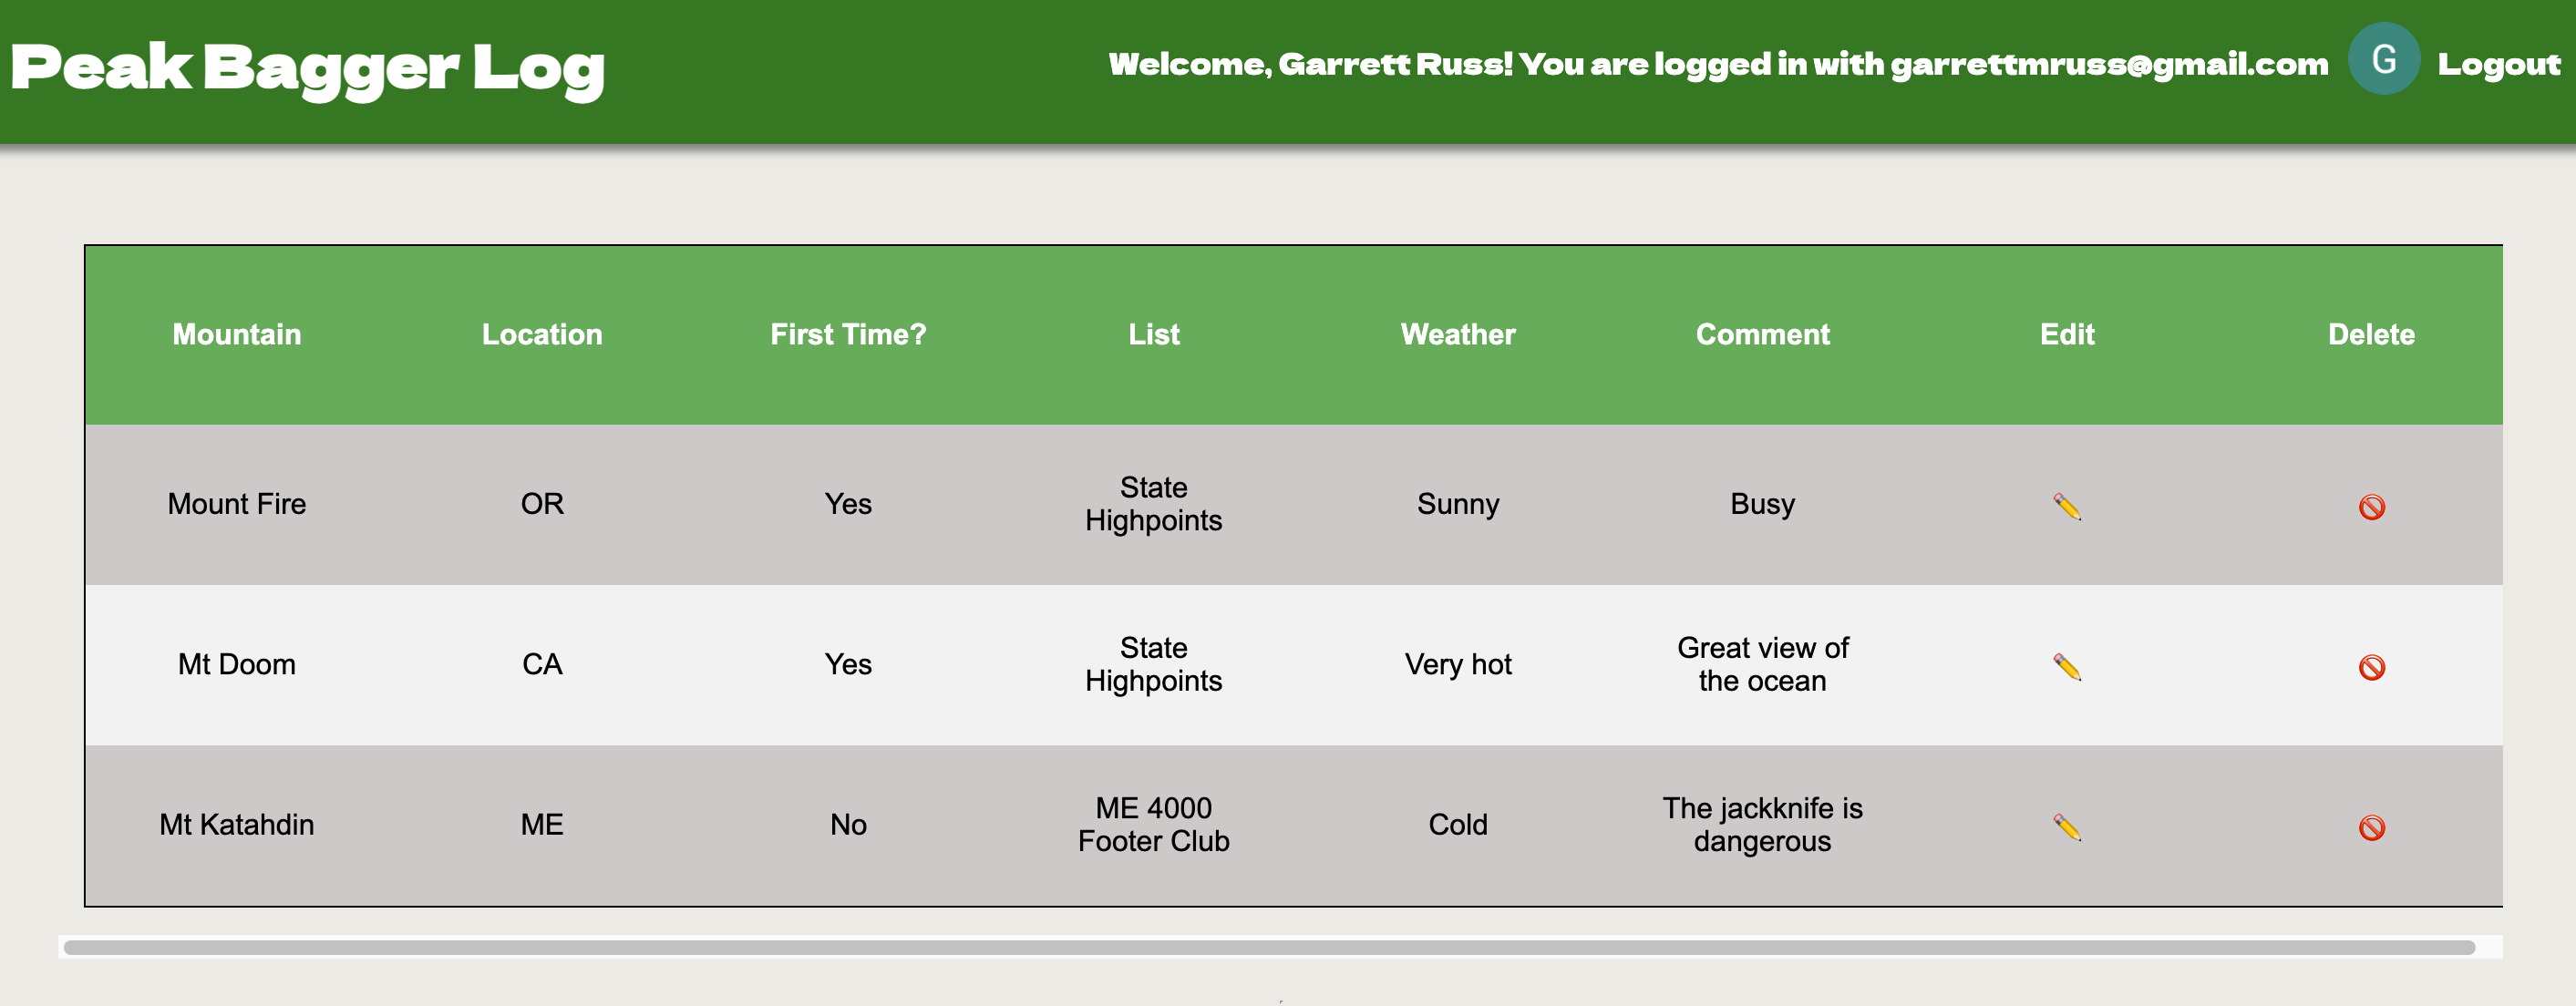 Peak Bagger Log
Welcome, Garrett Russ! You are logged in with garrettmruss@gmail.com G Logout
Mountain Location First Time? List Weather Comment Edit Delete
Mount Fire OR Yes State Highpoints Sunny Busy
Mt Doom CA Yes State Highpoints Very hot Great view of the ocean
Mt Katahdin ME No ME 4000 Footer Club Cold The jackknife is dangerous